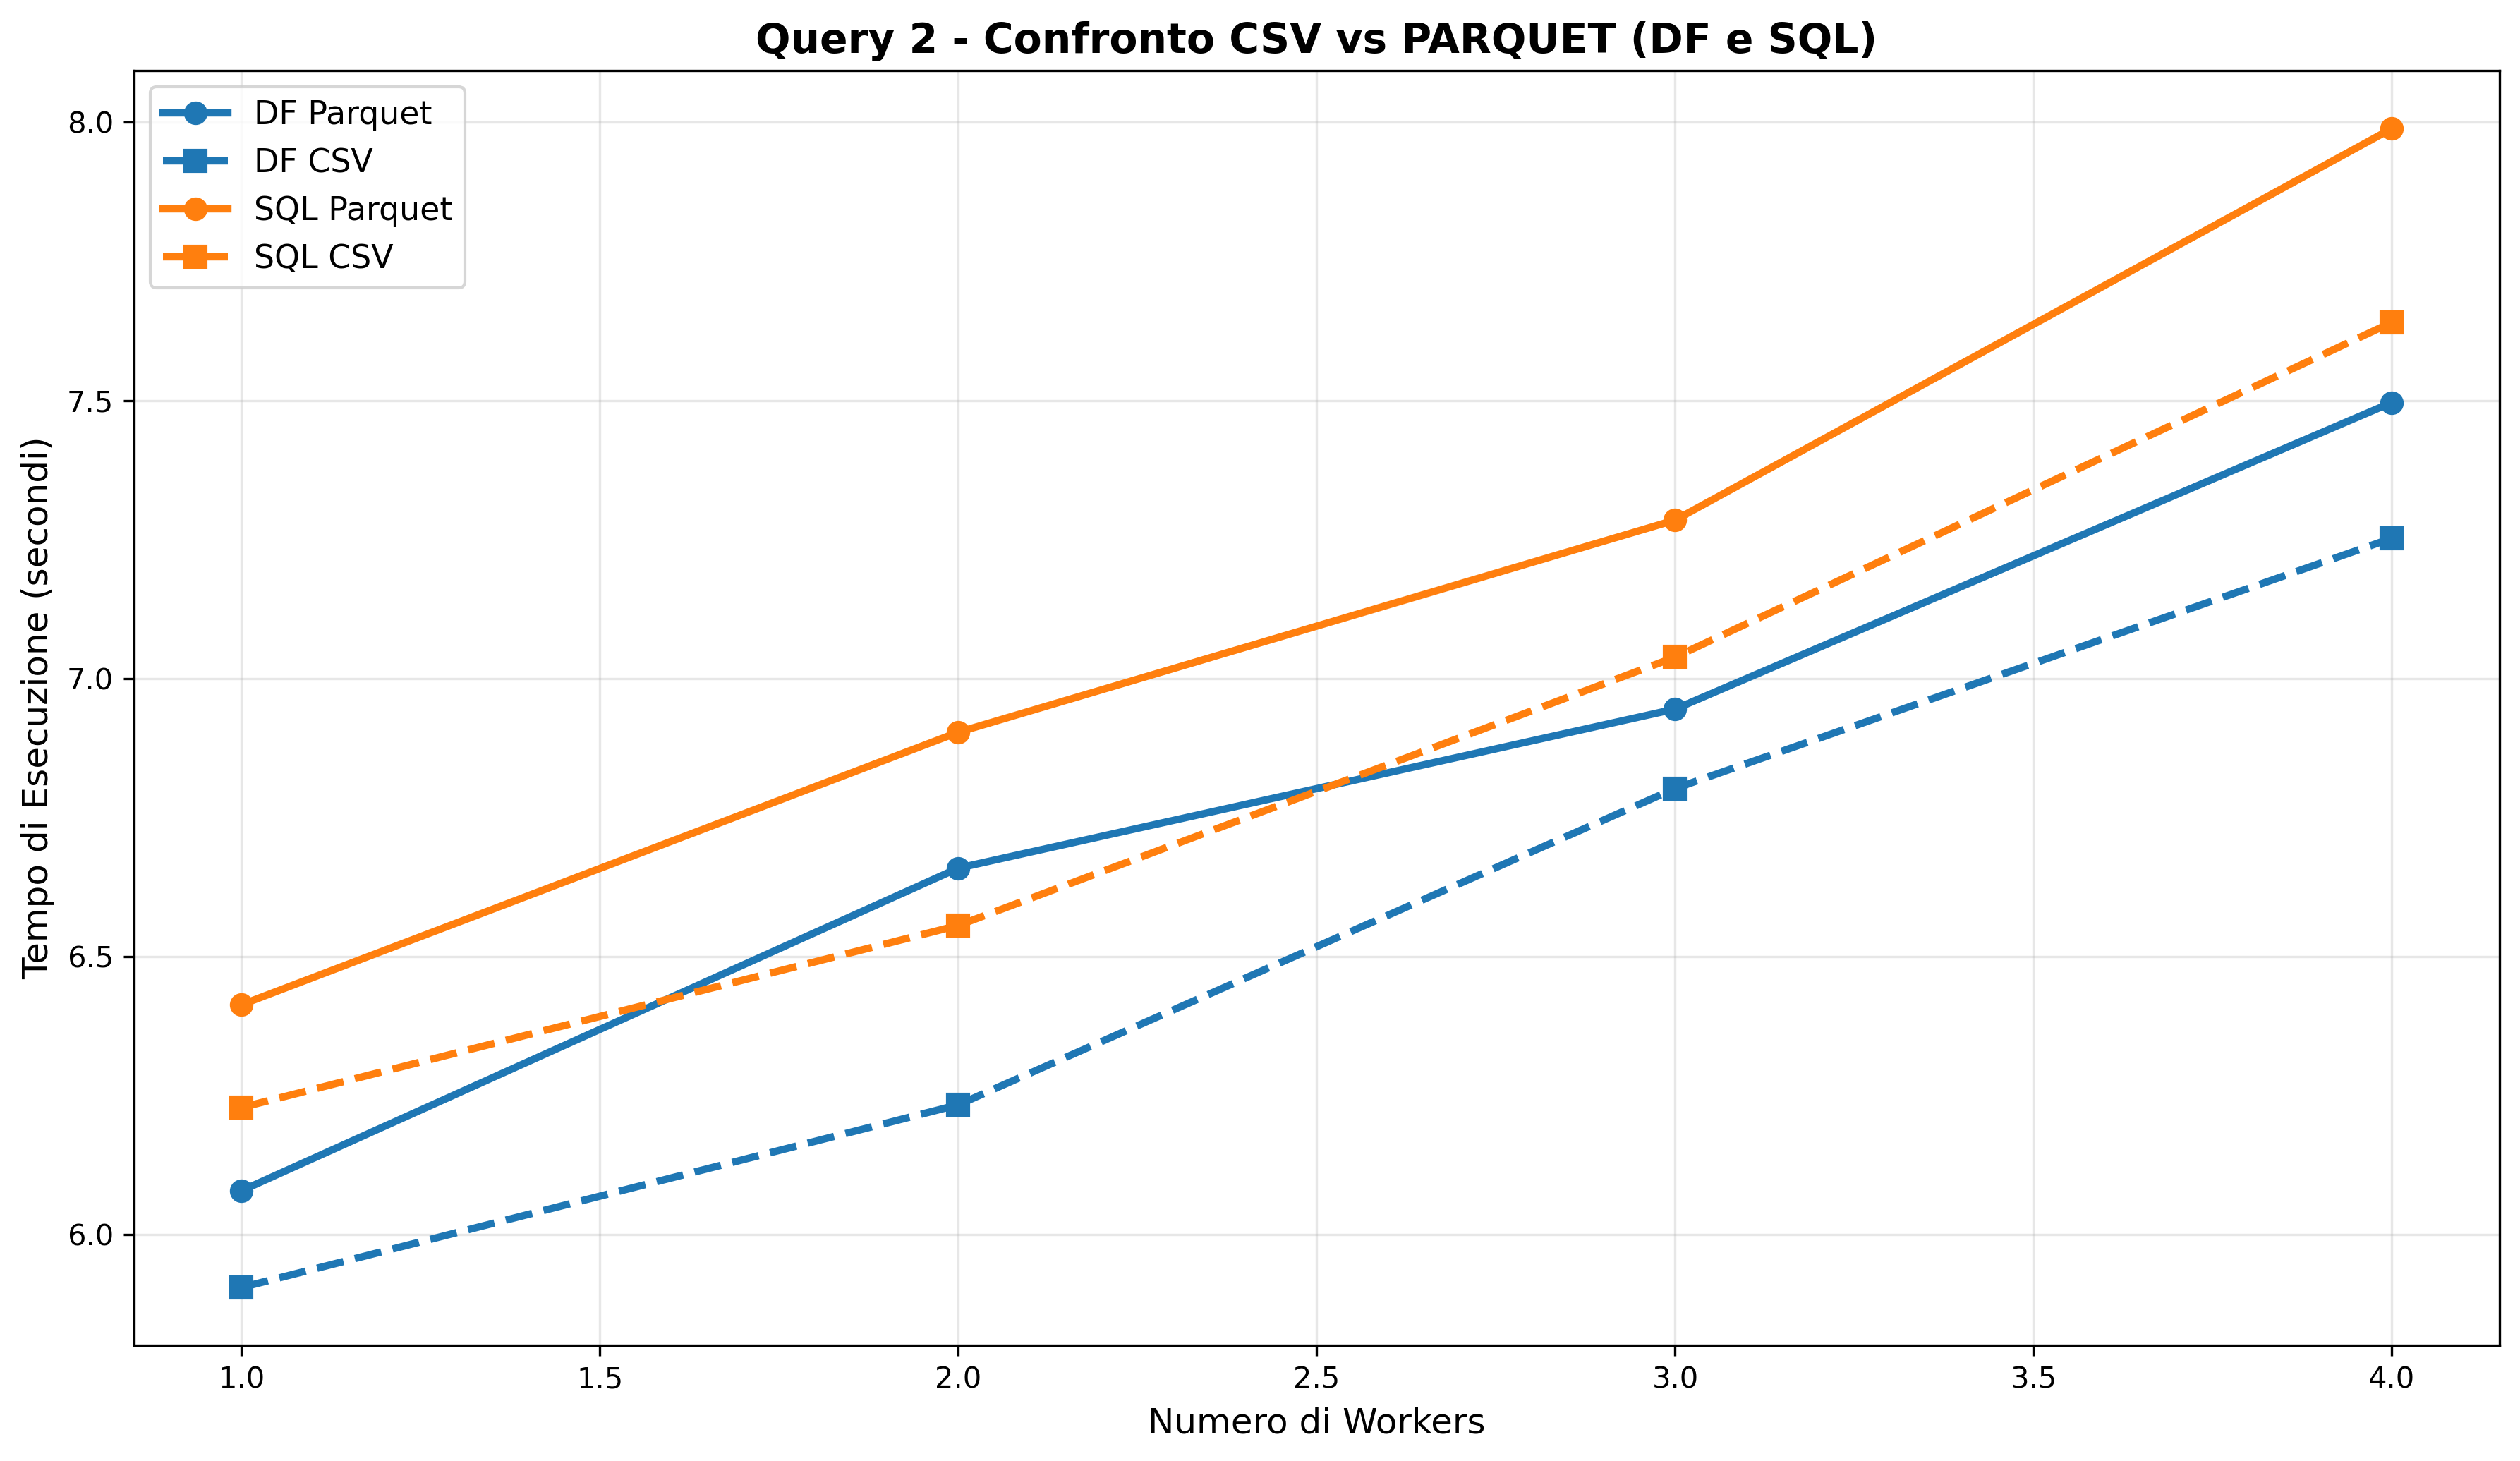 Query 2 - Confronto CSV vs PARQUET (DF e SQL)
DF Parquet
DF CSV
SQL Parquet
SQL CSV
Tempo di Esecuzione (secondi)
8.0
7.5
7.0
6.5
6.0
1.0 1.5 2.0 2.5 3.0 3.5 4.0
Numero di Workers